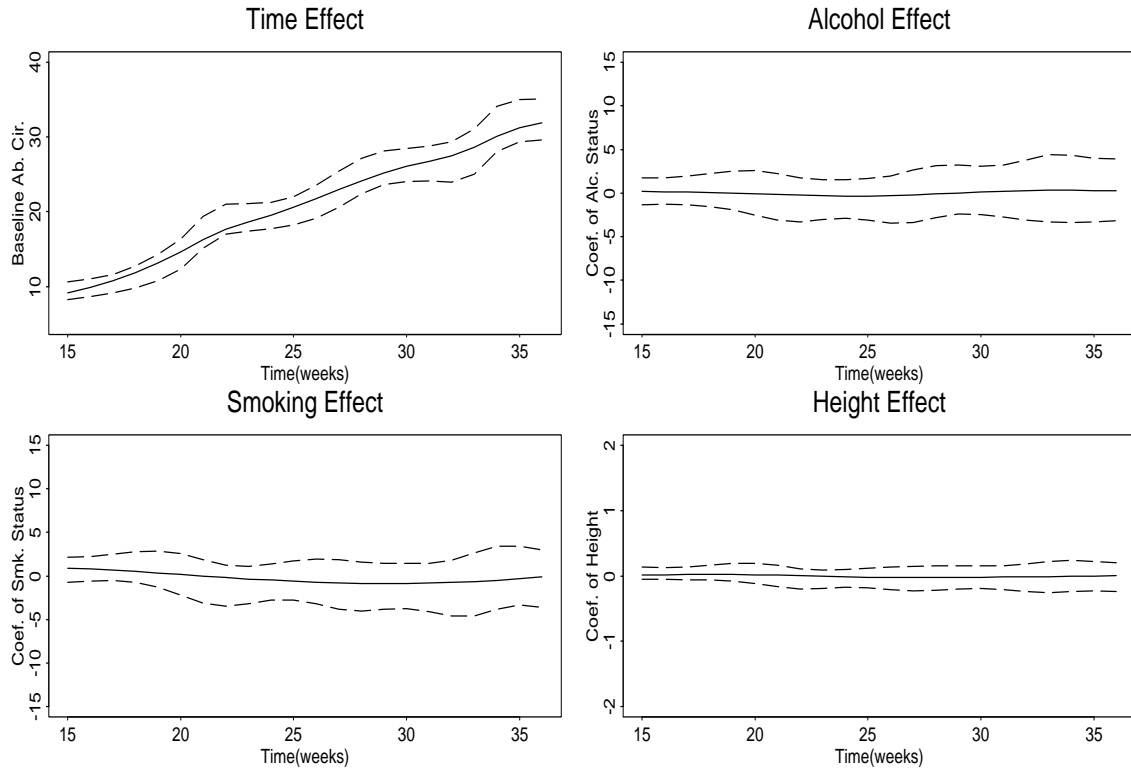 Time Effect
Baseline Ab. Cir.
40
30
20
10
15 20 25 30 35
Time(weeks)
Alcohol Effect
Coef. of Alc. Status
15
10
5
0
-5
-10
-15
15 20 25 30 35
Time(weeks)
Smoking Effect
Coef. of Smk. Status
15
10
5
0
-5
-10
-15
15 20 25 30 35
Time(weeks)
Height Effect
Coef. of Height
2
1
0
-1
-2
15 20 25 30 35
Time(weeks)